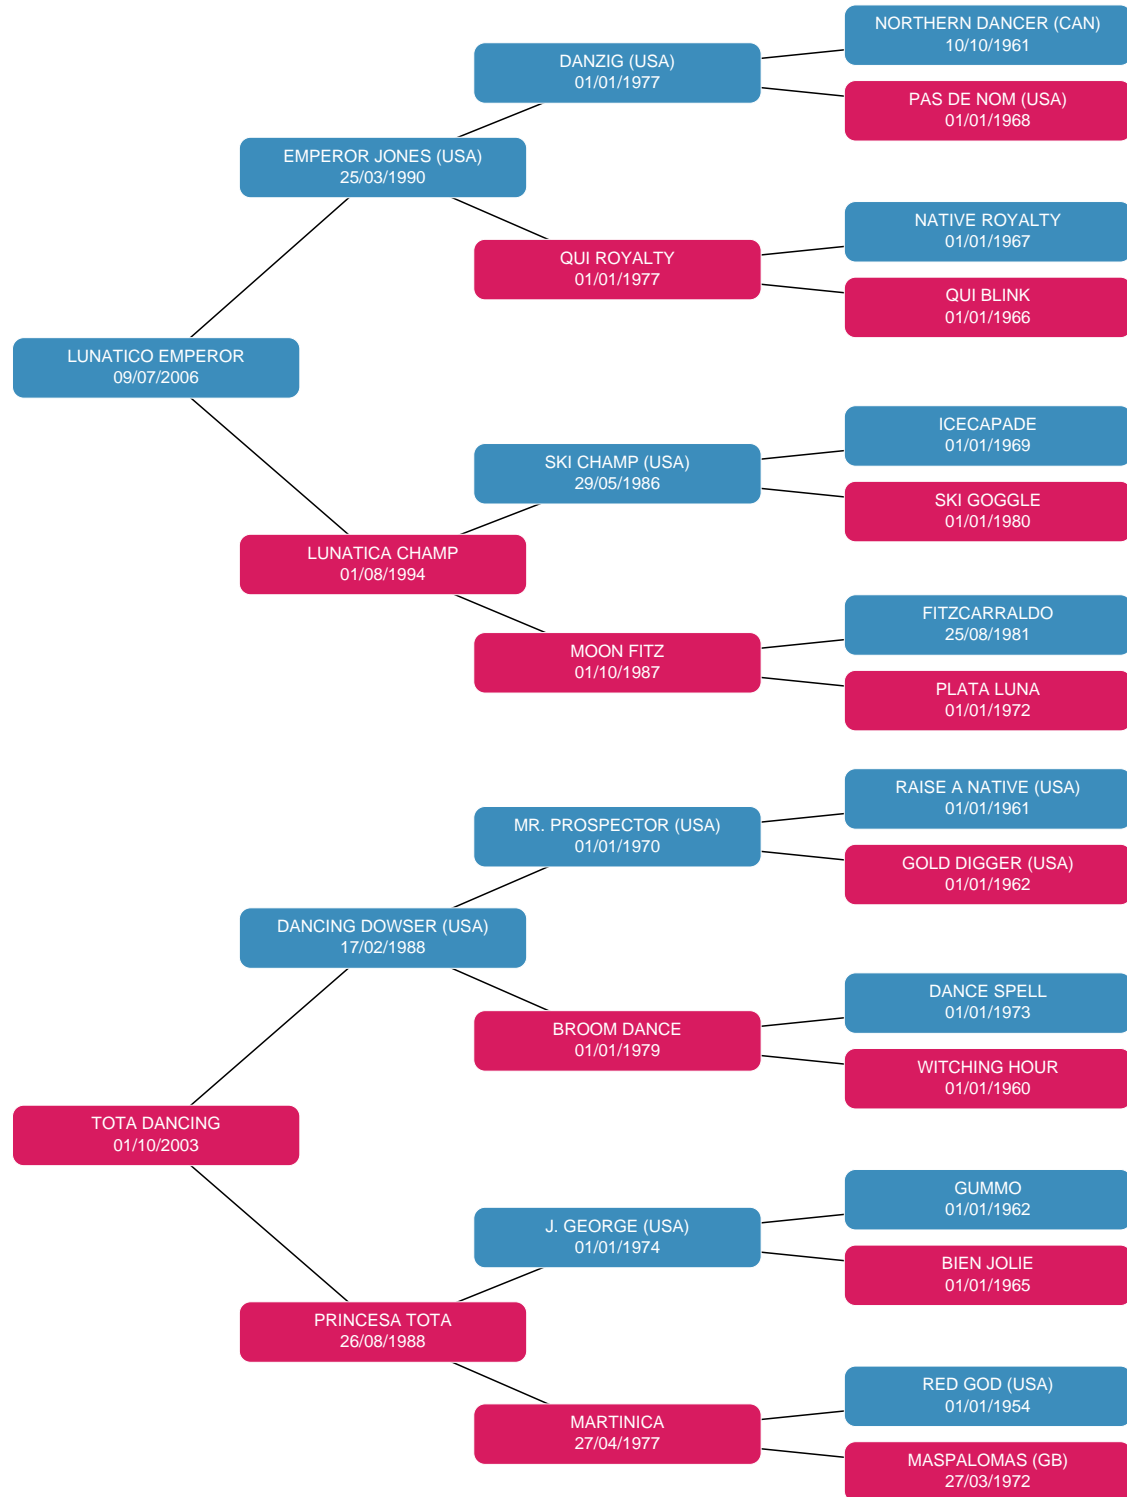 NORTHERN DANCER (CAN)
10/10/1961
DANZIG (USA)
01/01/1977
PAS DE NOM (USA)
01/01/1968
EMPEROR JONES (USA)
25/03/1990
NATIVE ROYALTY
01/01/1967
QUI ROYALTY
01/01/1977
QUI BLINK
01/01/1966
LUNATICO EMPEROR
09/07/2006
ICECAPADE
01/01/1969
SKI CHAMP (USA)
29/05/1986
SKI GOGGLE
01/01/1980
LUNATICA CHAMP
01/08/1994
FITZCARRALDO
25/08/1981
MOON FITZ
01/10/1987
PLATA LUNA
01/01/1972
RAISE A NATIVE (USA)
01/01/1961
MR. PROSPECTOR (USA)
01/01/1970
GOLD DIGGER (USA)
01/01/1962
DANCING DOWSER (USA)
17/02/1988
DANCE SPELL
01/01/1973
BROOM DANCE
01/01/1979
WITCHING HOUR
01/01/1960
TOTA DANCING
01/10/2003
GUMMO
01/01/1962
J. GEORGE (USA)
01/01/1974
BIEN JOLIE
01/01/1965
PRINCESA TOTA
26/08/1988
RED GOD (USA)
01/01/1954
MARTINICA
27/04/1977
MASPALOMAS (GB)
27/03/1972